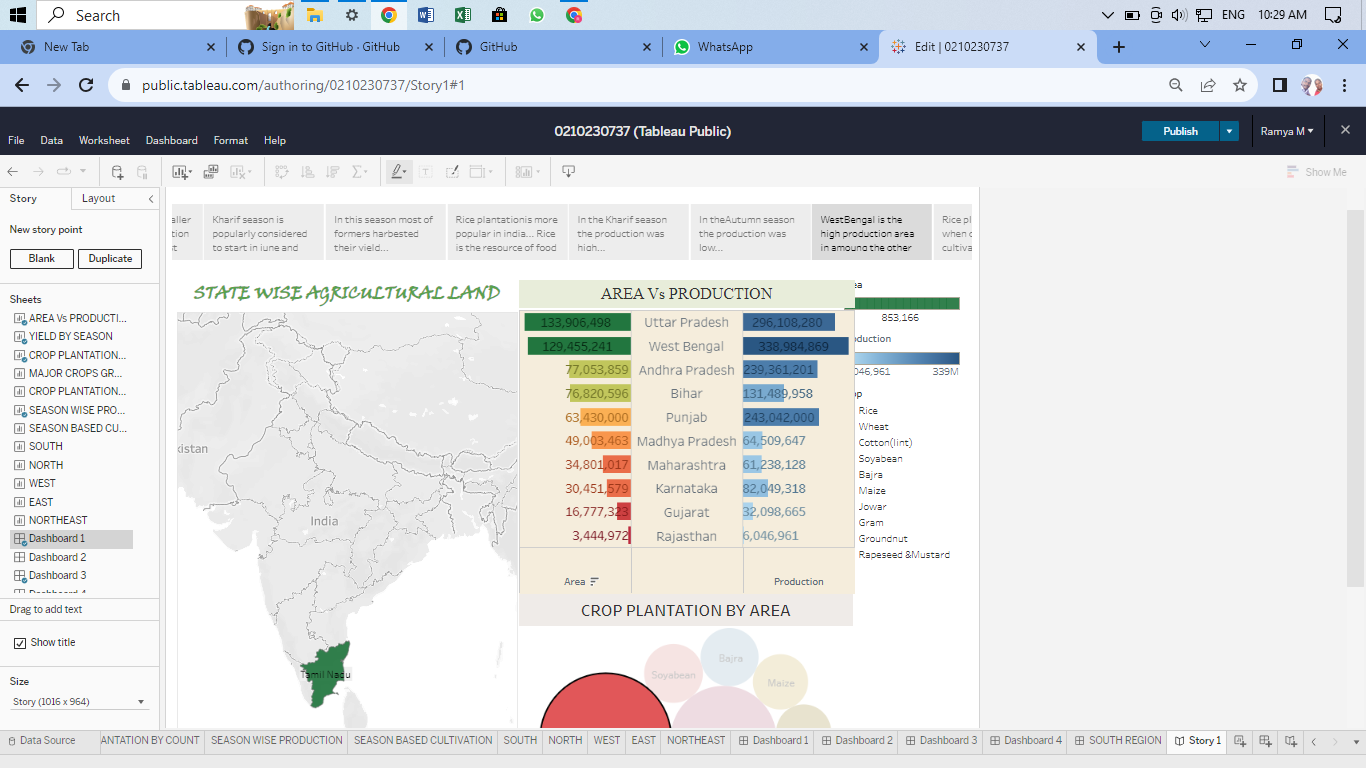 Search
ENG
10:29 AM
New Tab
Sign in to GitHub · GitHub
GitHub
WhatsApp
Edit | 0210230737
public.tableau.com/authoring/0210230737/Story1#1
0210230737 (Tableau Public)
File Data Worksheet Dashboard Format Help
Publish
Ramya M
Show Me
Story Layout
New story point
Blank Duplicate
Sheets
AREA Vs PRODUCTI...
YIELD BY SEASON
CROP PLANTATION...
MAJOR CROPS GR...
CROP PLANTATION...
SEASON WISE PRO...
SEASON BASED CU...
SOUTH
NORTH
WEST
EAST
NORTHEAST
Dashboard 1
Dashboard 2
Dashboard 3
Drag to add text
Show title
Size
Story (1016 x 964)
Kharif season is
popularly considered
to start in june and
In this season most of
formers harbested
their vield...
Rice plantationis more
popular in india... Rice
is the resource of food
In the Kharif season
the production was
high...
In theAutumn season
the production was
low...
WestBengal is the
high production area
in amound the other
STATE WISE AGRICULTURAL LAND
India
Tamil Nadu
AREA Vs PRODUCTION
133,906,498 Uttar Pradesh 296,108,280
129,455,241 West Bengal 338,984,869
77,053,859 Andhra Pradesh 239,361,201
76,820,596 Bihar 131,489,958
63,430,000 Punjab 243,042,000
49,003,463 Madhya Pradesh 64,509,647
34,801,017 Maharashtra 61,238,128
30,451,579 Karnataka 82,049,318
16,777,323 Gujarat 32,098,665
3,444,972 Rajasthan 6,046,961
Area Production
CROP PLANTATION BY AREA
Soyabean
Bajra
Maize
853,166
046,961 339M
Rice
Wheat
Cotton(lint)
Soyabean
Bajra
Maize
Jowar
Gram
Groundnut
Rapeseed &Mustard
Data Source
ANTATION BY COUNT
SEASON WISE PRODUCTION
SEASON BASED CULTIVATION
SOUTH
NORTH
WEST
EAST
NORTHEAST
Dashboard 1
Dashboard 2
Dashboard 3
Dashboard 4
SOUTH REGION
Story 1